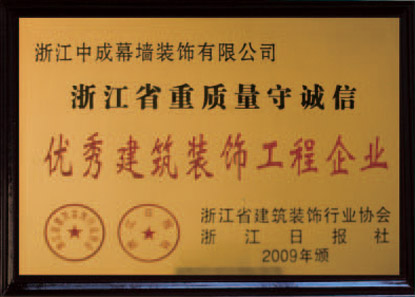 浙江中成幕墙装饰有限公司
浙江省重质量守诚信
优秀建筑装饰工程企业
浙江省建筑装饰行业协会
浙江日报社
2009年颁